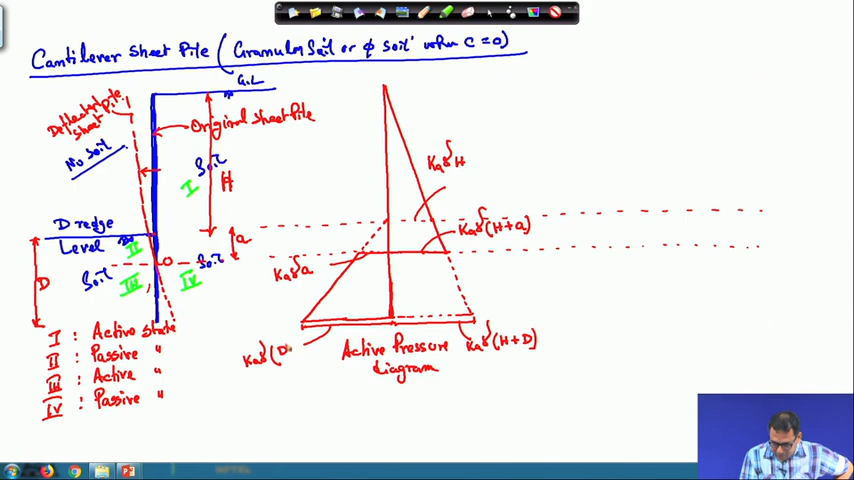 Cantilever Sheet Pile (Granular Soil or φ soil when c = 0)
G.L
Deflected pile
sheet
Original sheet pile
No soil
Soil
I
H
KaγH
Dredge
Level
II
a
Kaγ(H+a)
O
Soil
Soil
Kaγa
D
III
IV
I : Active state
II : Passive "
III : Active "
IV : Passive "
Kaγ(D
Active Pressure
diagram
Kaγ(H+D)